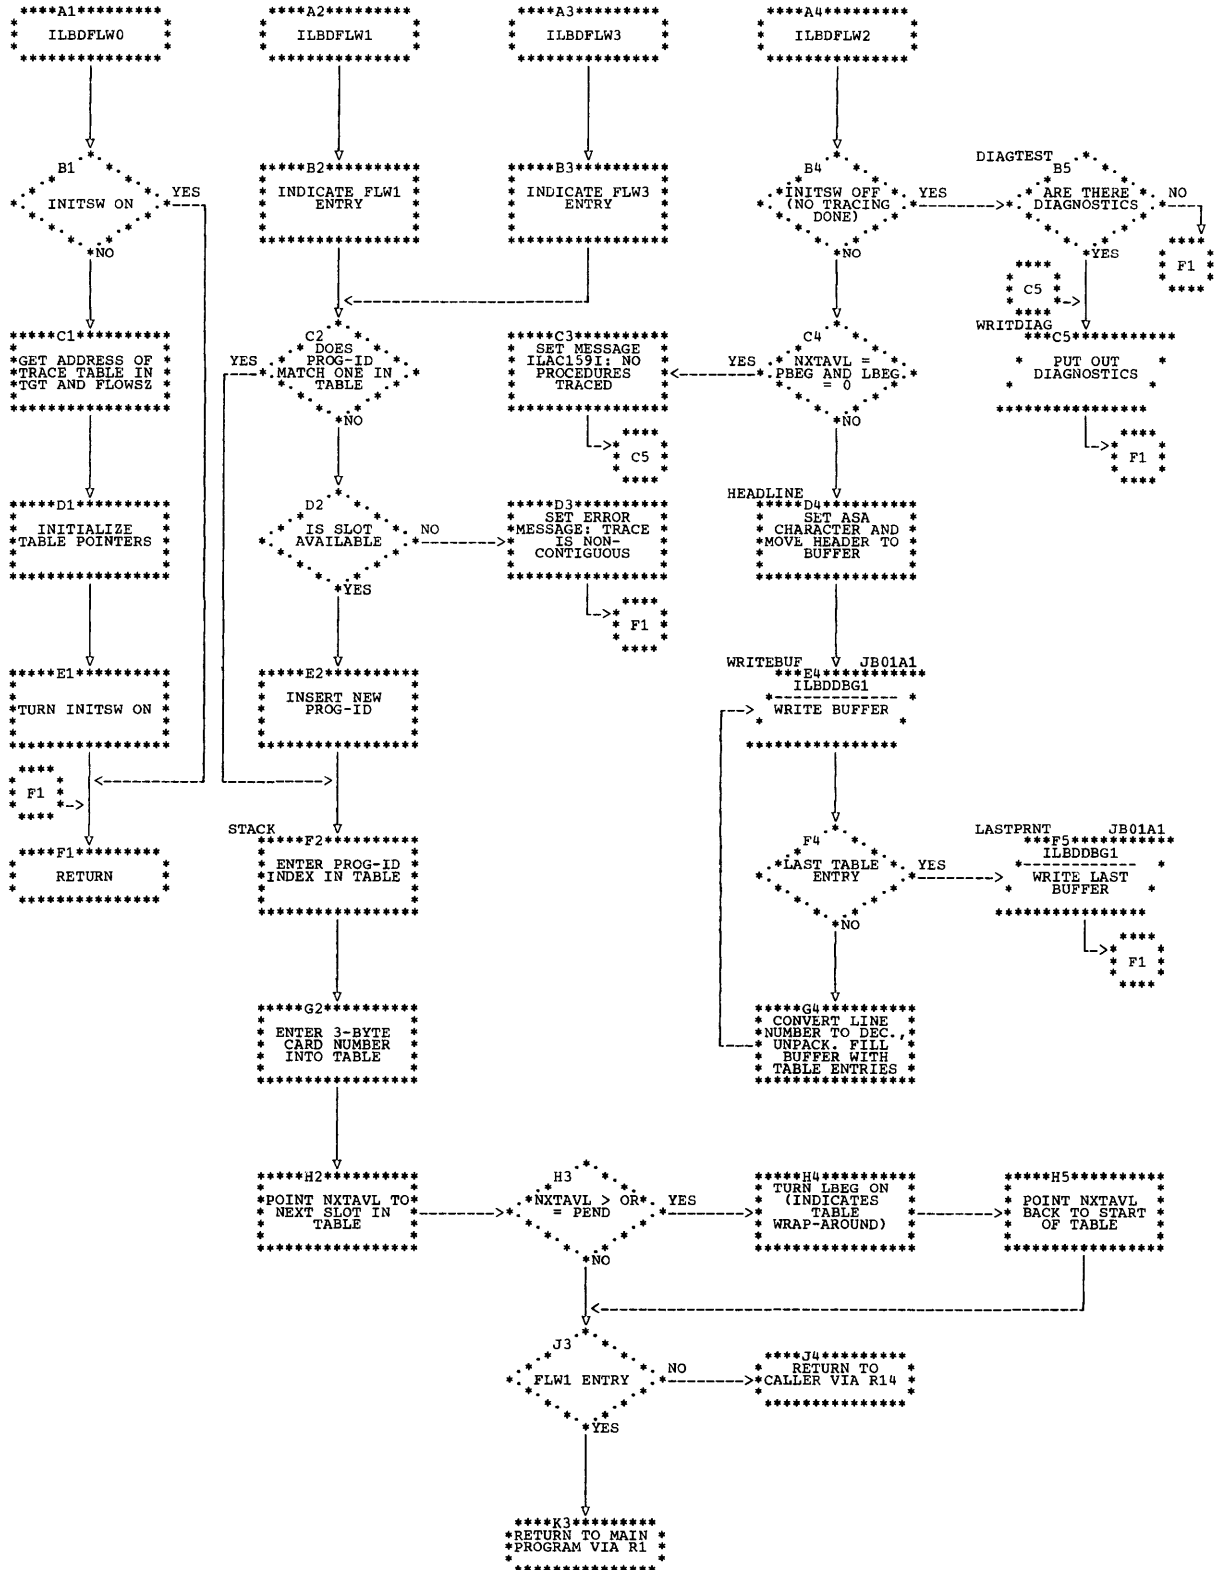 A1
ILBDFLW0
A2
ILBDFLW1
A3
ILBDFLW3
A4
ILBDFLW2
B1
INITSW ON
YES
NO
B2
INDICATE FLW1
ENTRY
B3
INDICATE FLW3
ENTRY
B4
INITSW OFF
(NO TRACING
DONE)
YES
NO
DIAGTEST
B5
ARE THERE
DIAGNOSTICS
NO
YES
F1
C5
C1
GET ADDRESS OF
TRACE TABLE IN
TGT AND FLOWSZ
C2
DOES
PROG-ID
MATCH ONE IN
TABLE
YES
NO
C3
SET MESSAGE
ILAC159I: NO
PROCEDURES
TRACED
C5
C4
NXTAVL =
PBEG AND LBEG
= 0
YES
NO
WRITDIAG
C5
PUT OUT
DIAGNOSTICS
F1
D1
INITIALIZE
TABLE POINTERS
D2
IS SLOT
AVAILABLE
NO
YES
D3
SET ERROR
MESSAGE: TRACE
IS NON-
CONTIGUOUS
F1
HEADLINE
D4
SET ASA
CHARACTER AND
MOVE HEADER TO
BUFFER
E1
TURN INITSW ON
E2
INSERT NEW
PROG-ID
WRITEBUF JB01A1
E4
ILBDDBG1
WRITE BUFFER
F1
F1
RETURN
STACK
F2
ENTER PROG-ID
INDEX IN TABLE
F4
LAST TABLE
ENTRY
YES
NO
LASTPRNT JB01A1
F5
ILBDDBG1
WRITE LAST
BUFFER
F1
G2
ENTER 3-BYTE
CARD NUMBER
INTO TABLE
G4
CONVERT LINE
NUMBER TO DEC.,
UNPACK. FILL
BUFFER WITH
TABLE ENTRIES
H2
POINT NXTAVL TO
NEXT SLOT IN
TABLE
H3
NXTAVL > OR
= PEND
YES
NO
H4
TURN LBEG ON
(INDICATES
TABLE
WRAP-AROUND)
H5
POINT NXTAVL
BACK TO START
OF TABLE
J3
FLW1 ENTRY
NO
YES
J4
RETURN TO
CALLER VIA R14
K3
RETURN TO MAIN
PROGRAM VIA R1